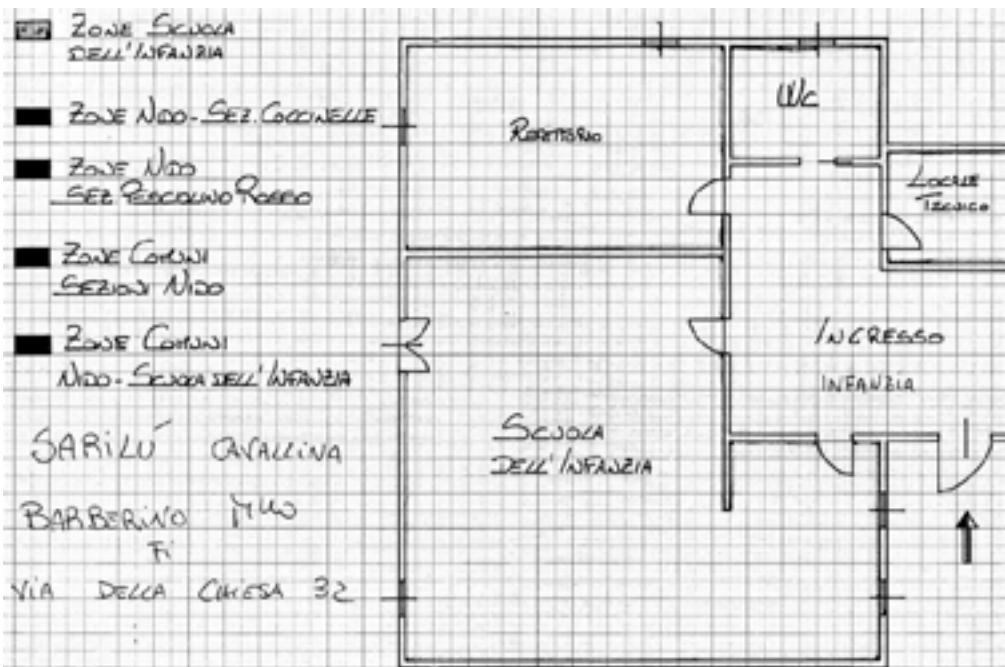 ZONE SCUOLA
DELL'INFANZIA
ZONE NIDO - SEZ. COCCINELLE
ZONE NIDO
SEZ. PESCIOLINO ROSSO
ZONE COMUNI
SEZIONI NIDO
ZONE COMUNI
NIDO - SCUOLA DELL'INFANZIA
SARILÚ CAVALLINA
BARBERINO
FI
VIA DELLA CHIESA 32
WC
REFETTORIO
LOCALE
TECNICO
INGRESSO
INFANZIA
SCUOLA
DELL'INFANZIA